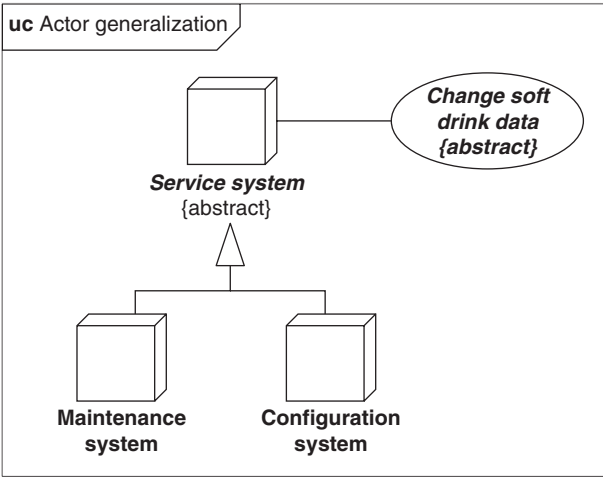 uc Actor generalization
Change soft
drink data
{abstract}
Service system
{abstract}
Maintenance
system
Configuration
system